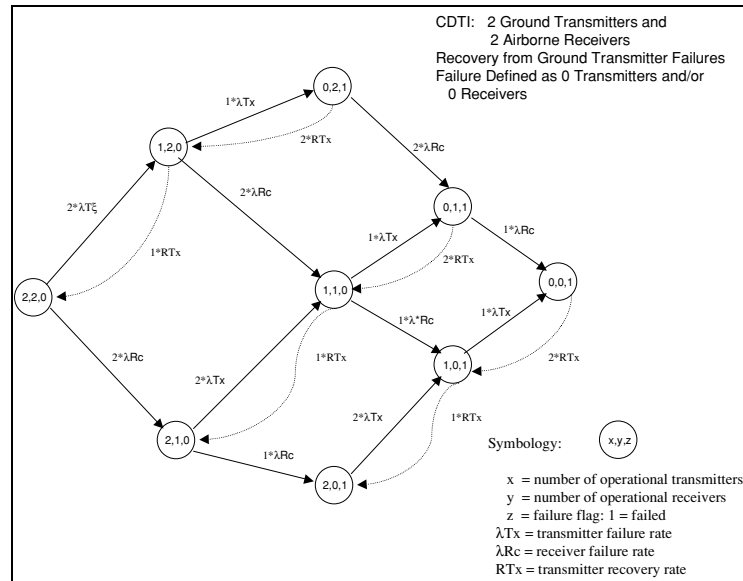 CDTI: 2 Ground Transmitters and
2 Airborne Receivers
Recovery from Ground Transmitter Failures
Failure Defined as 0 Transmitters and/or
0 Receivers
0,2,1
1*λTx
2*RTx
1,2,0
2*λRc
2*λRc
0,1,1
2*λTξ
1*λTx
1*λRc
1*RTx
2*RTx
2,2,0
1,1,0
0,0,1
1*λ*Rc
1*λTx
2*λRc
2*λTx
1*RTx
1,0,1
2*RTx
2*λTx
1*RTx
2,1,0
1*λRc
2,0,1
Symbology:
x,y,z
x = number of operational transmitters
y = number of operational receivers
z = failure flag: 1 = failed
λTx = transmitter failure rate
λRc = receiver failure rate
RTx = transmitter recovery rate